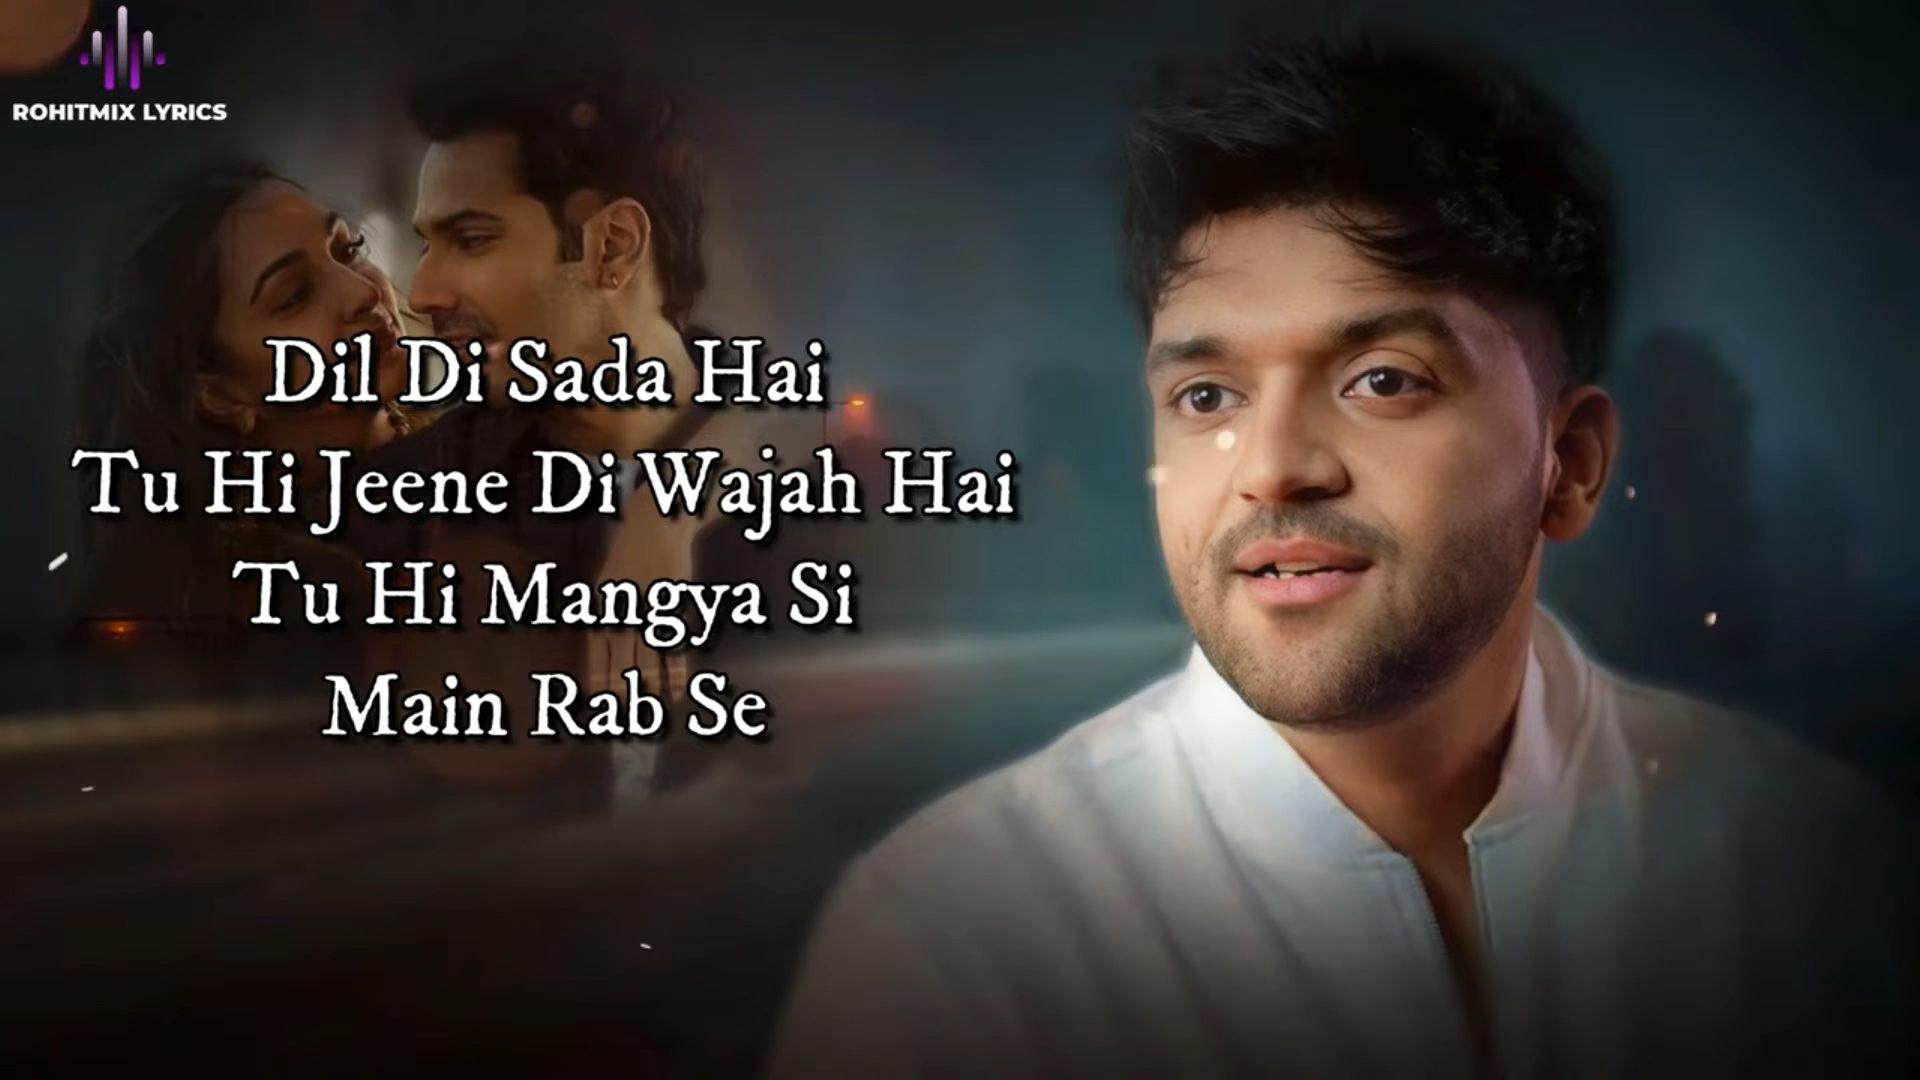 ROHITMIX LYRICS
Dil Di Sada Hai
Tu Hi Jeene Di Wajah Hai
Tu Hi Mangya Si
Main Rab Se